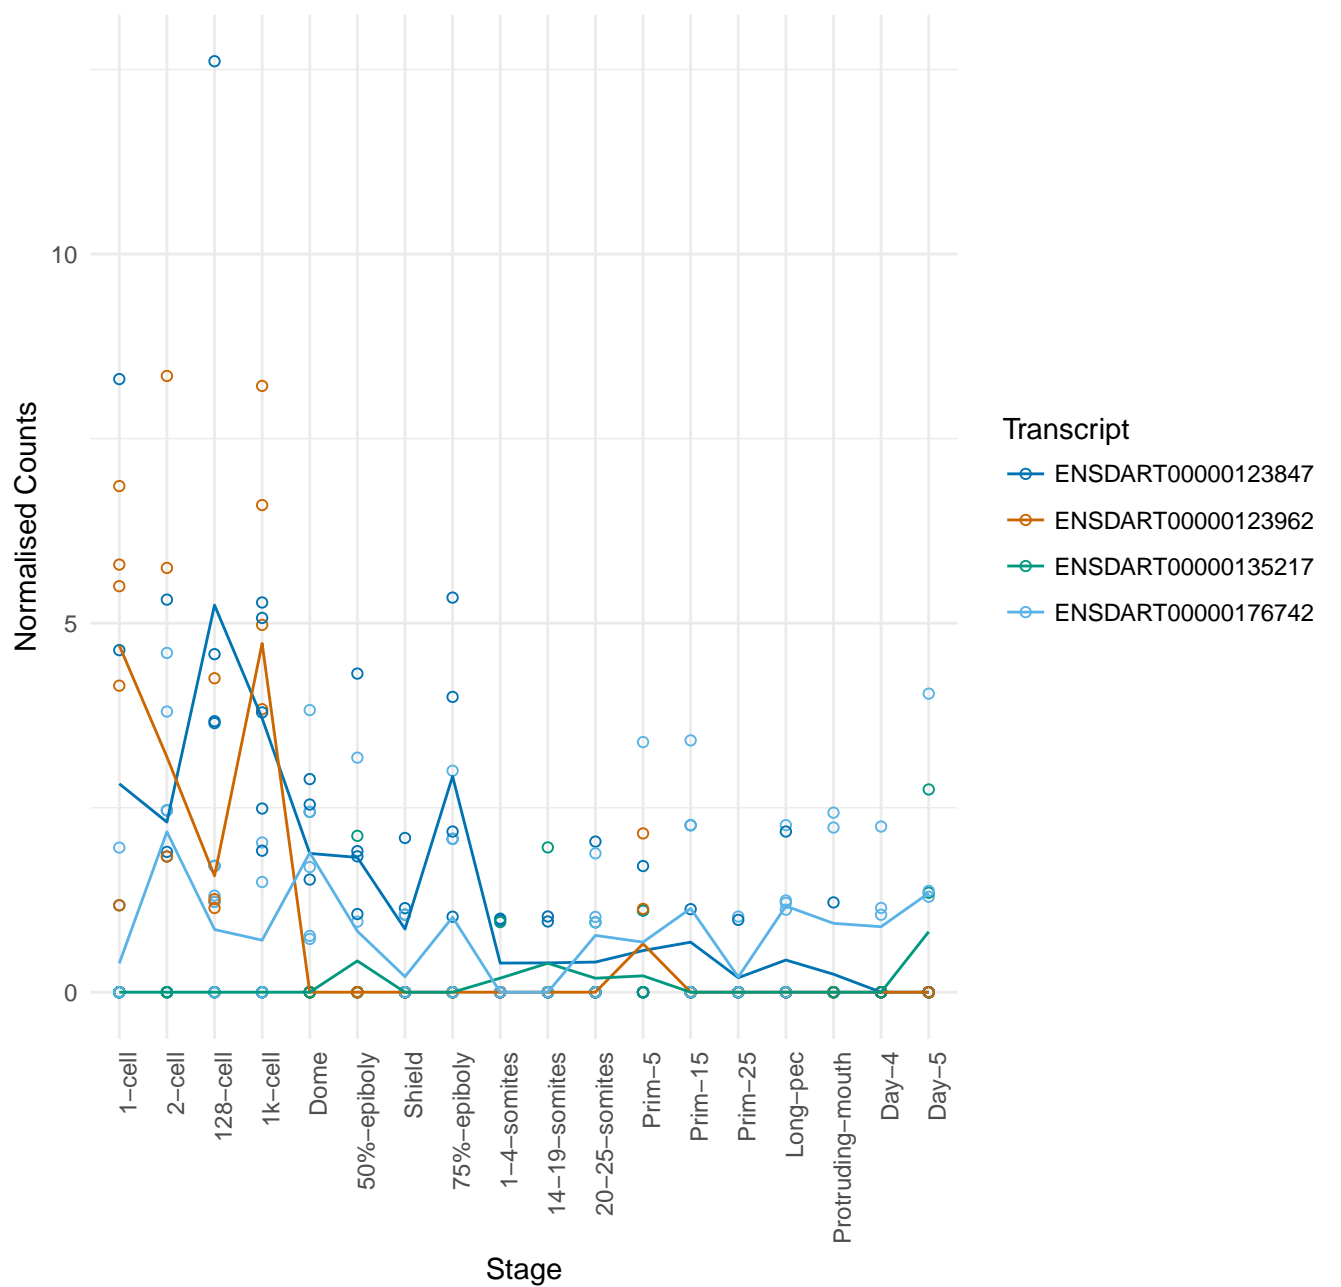 10
5
0
Normalised Counts
1−cell
2−cell
128−cell
1k−cell
Dome
50%−epiboly
Shield
75%−epiboly
1−4−somites
14−19−somites
20−25−somites
Prim−5
Prim−15
Prim−25
Long−pec
Protruding−mouth
Day−4
Day−5
Stage
Transcript
ENSDART00000123847
ENSDART00000123962
ENSDART00000135217
ENSDART00000176742